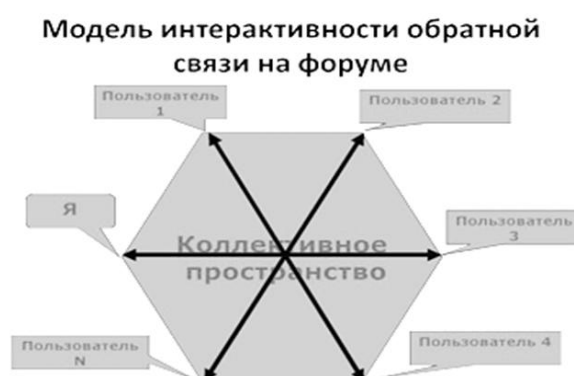 Модель интерактивности обратной
связи на форуме
Пользователь
1
Пользователь 2
Я
Коллективное
пространство
Пользователь
3
Пользователь
N
Пользователь 4